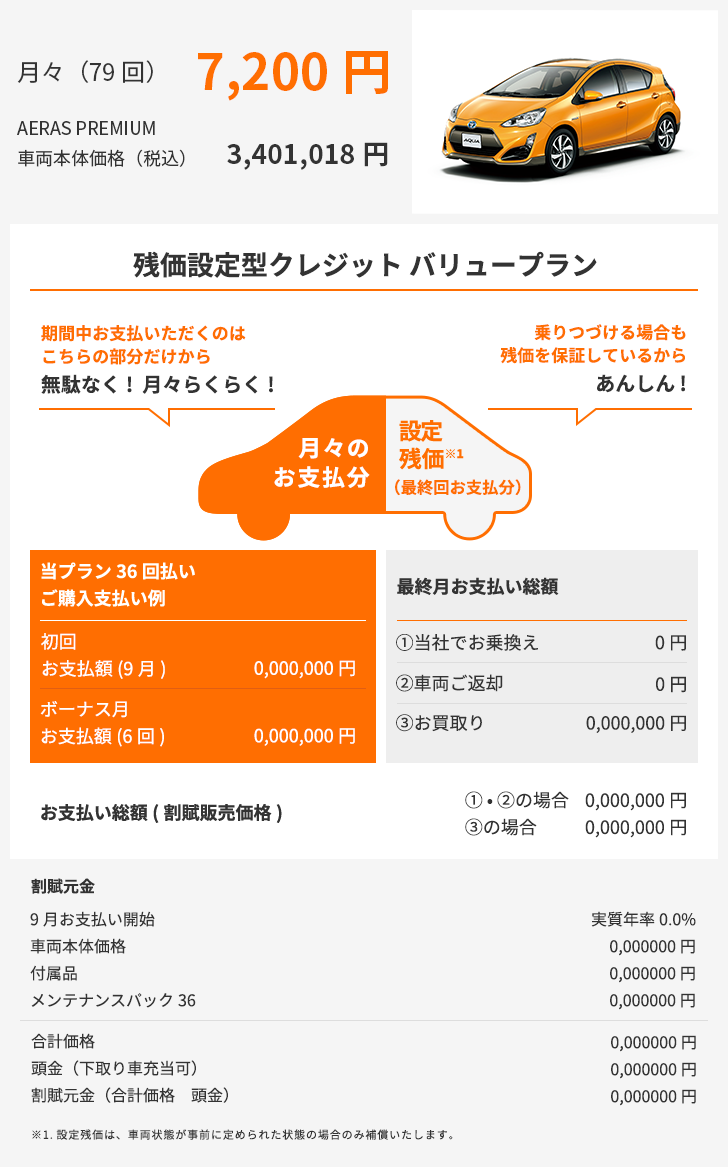 月々（79 回）
7,200 円
AERAS PREMIUM
車両本体価格（税込）
3,401,018 円
AQUA
残価設定型クレジット バリュープラン
期間中お支払いただくのは
こちらの部分だけから
無駄なく！月々らくらく！
乗りつづける場合も
残価を保証しているから
あんしん！
月々の
お支払分
設定
残価※1
（最終回お支払分）
当プラン 36 回払い
ご購入支払い例
初回
お支払額 (9 月 ) 0,000,000 円
ボーナス月
お支払額 (6 回 ) 0,000,000 円
最終月お支払い総額
①当社でお乗換え 0 円
②車両ご返却 0 円
③お買取り 0,000,000 円
お支払い総額 ( 割賦販売価格 )
①・②の場合 0,000,000 円
③の場合 0,000,000 円
割賦元金
9 月お支払い開始 実質年率 0.0%
車両本体価格 0,000000 円
付属品 0,000000 円
メンテナンスパック 36 0,000000 円
合計価格 0,000000 円
頭金（下取り車充当可） 0,000000 円
割賦元金（合計価格　頭金） 0,000000 円
※1. 設定残価は、車両状態が事前に定められた状態の場合のみ補償いたします。